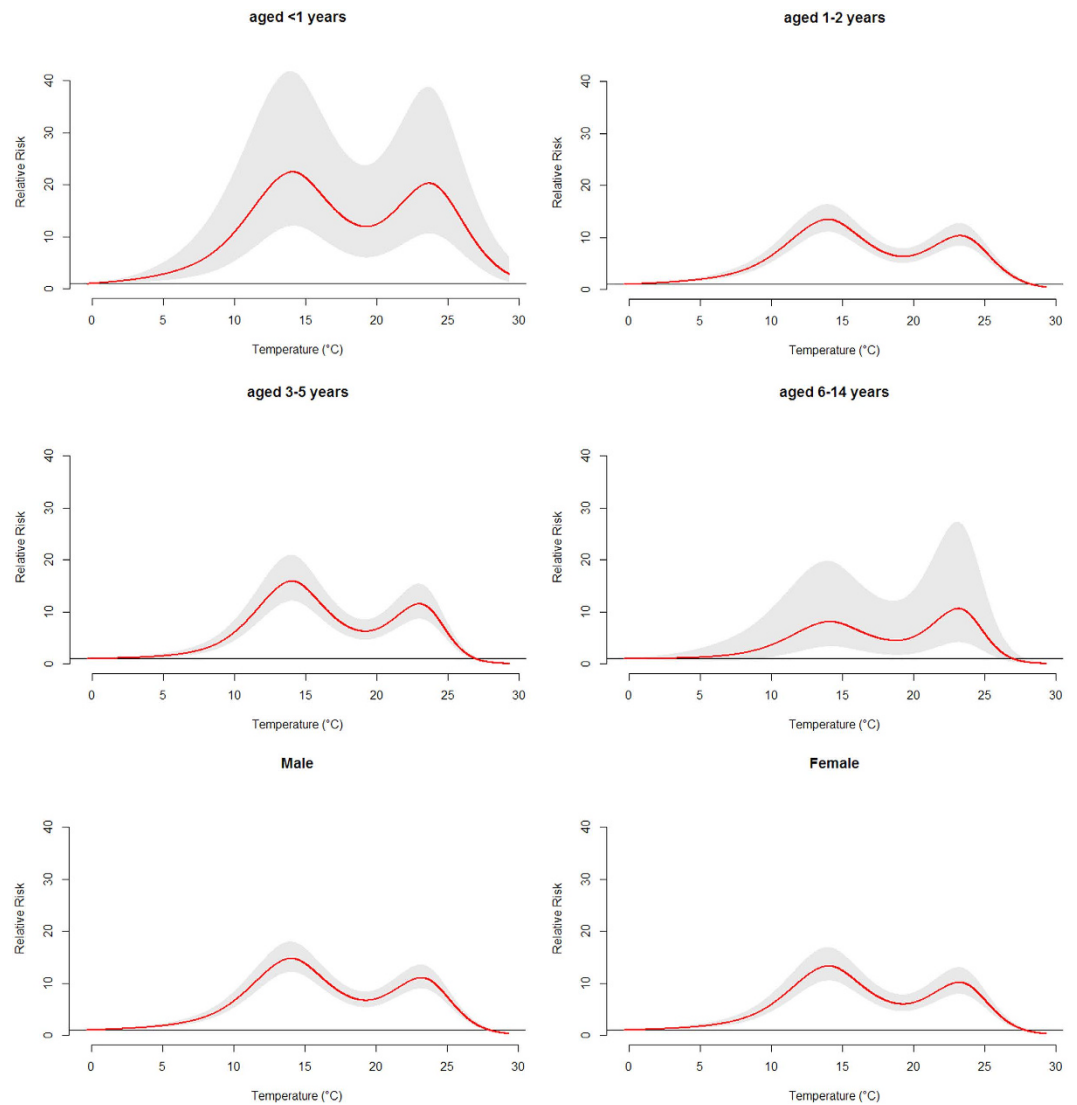 aged <1 years
aged 1-2 years
40
30
20
10
0
Relative Risk
0 5 10 15 20 25 30
Temperature (°C)
40
30
20
10
0
Relative Risk
0 5 10 15 20 25 30
Temperature (°C)
aged 3-5 years
aged 6-14 years
40
30
20
10
0
Relative Risk
0 5 10 15 20 25 30
Temperature (°C)
40
30
20
10
0
Relative Risk
0 5 10 15 20 25 30
Temperature (°C)
Male
Female
40
30
20
10
0
Relative Risk
0 5 10 15 20 25 30
Temperature (°C)
40
30
20
10
0
Relative Risk
0 5 10 15 20 25 30
Temperature (°C)